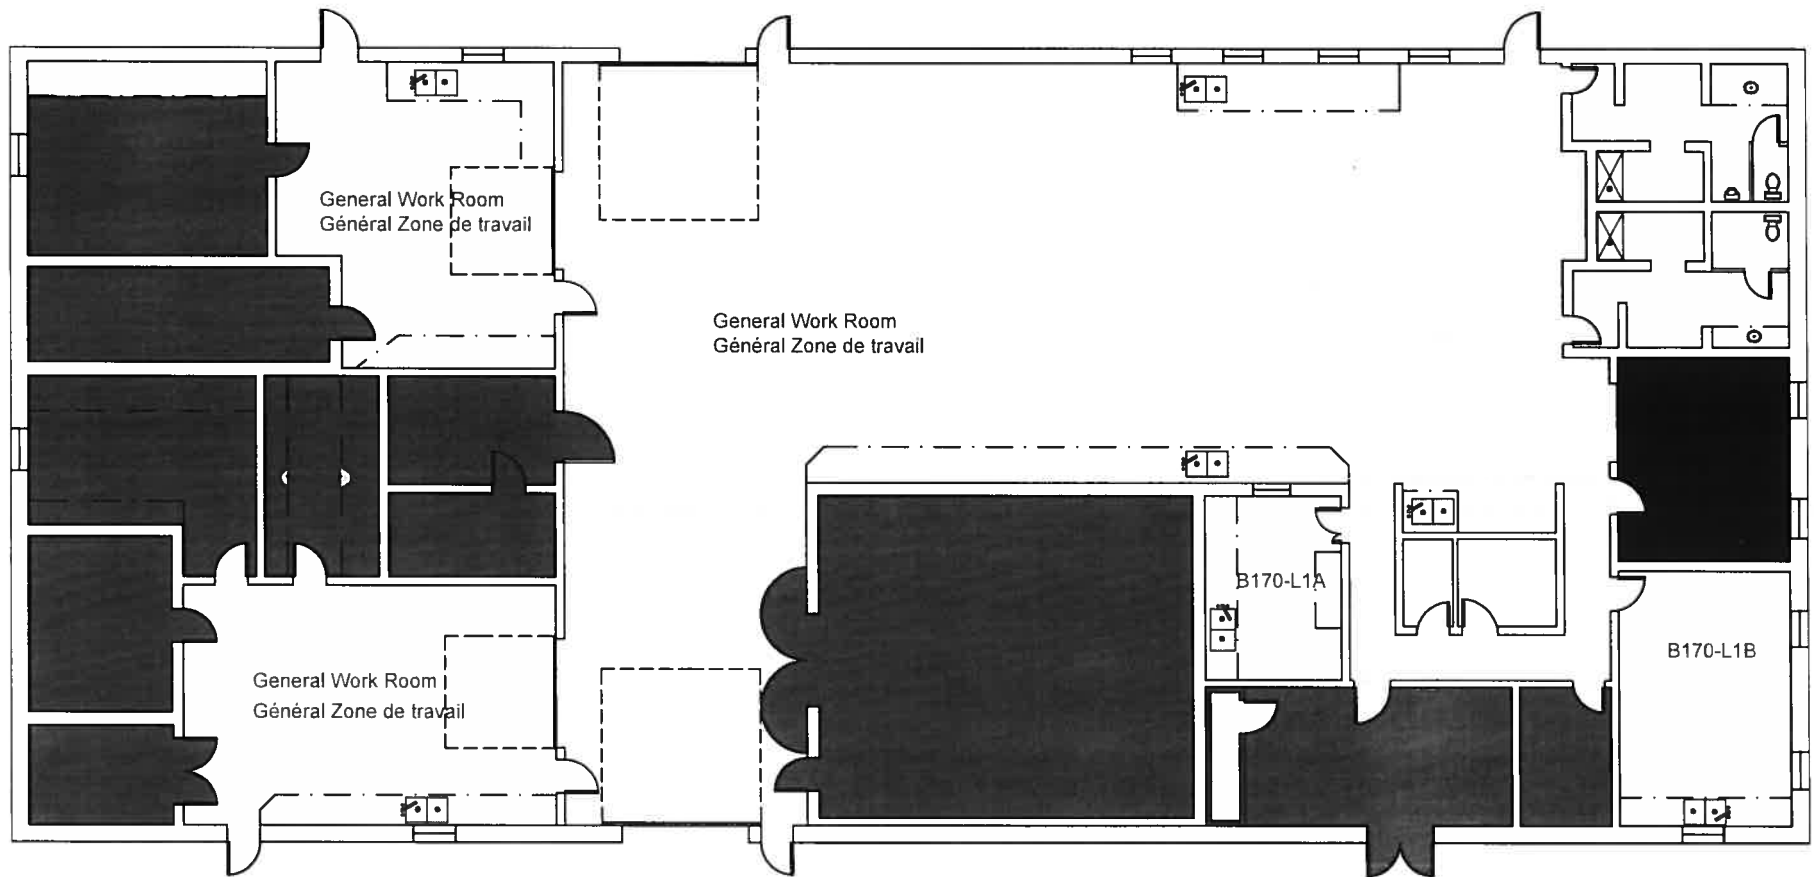 General Work Room
Général Zone de travail
General Work Room
Général Zone de travail
B170-L1A
B170-L1B
General Work Room
Général Zone de travail